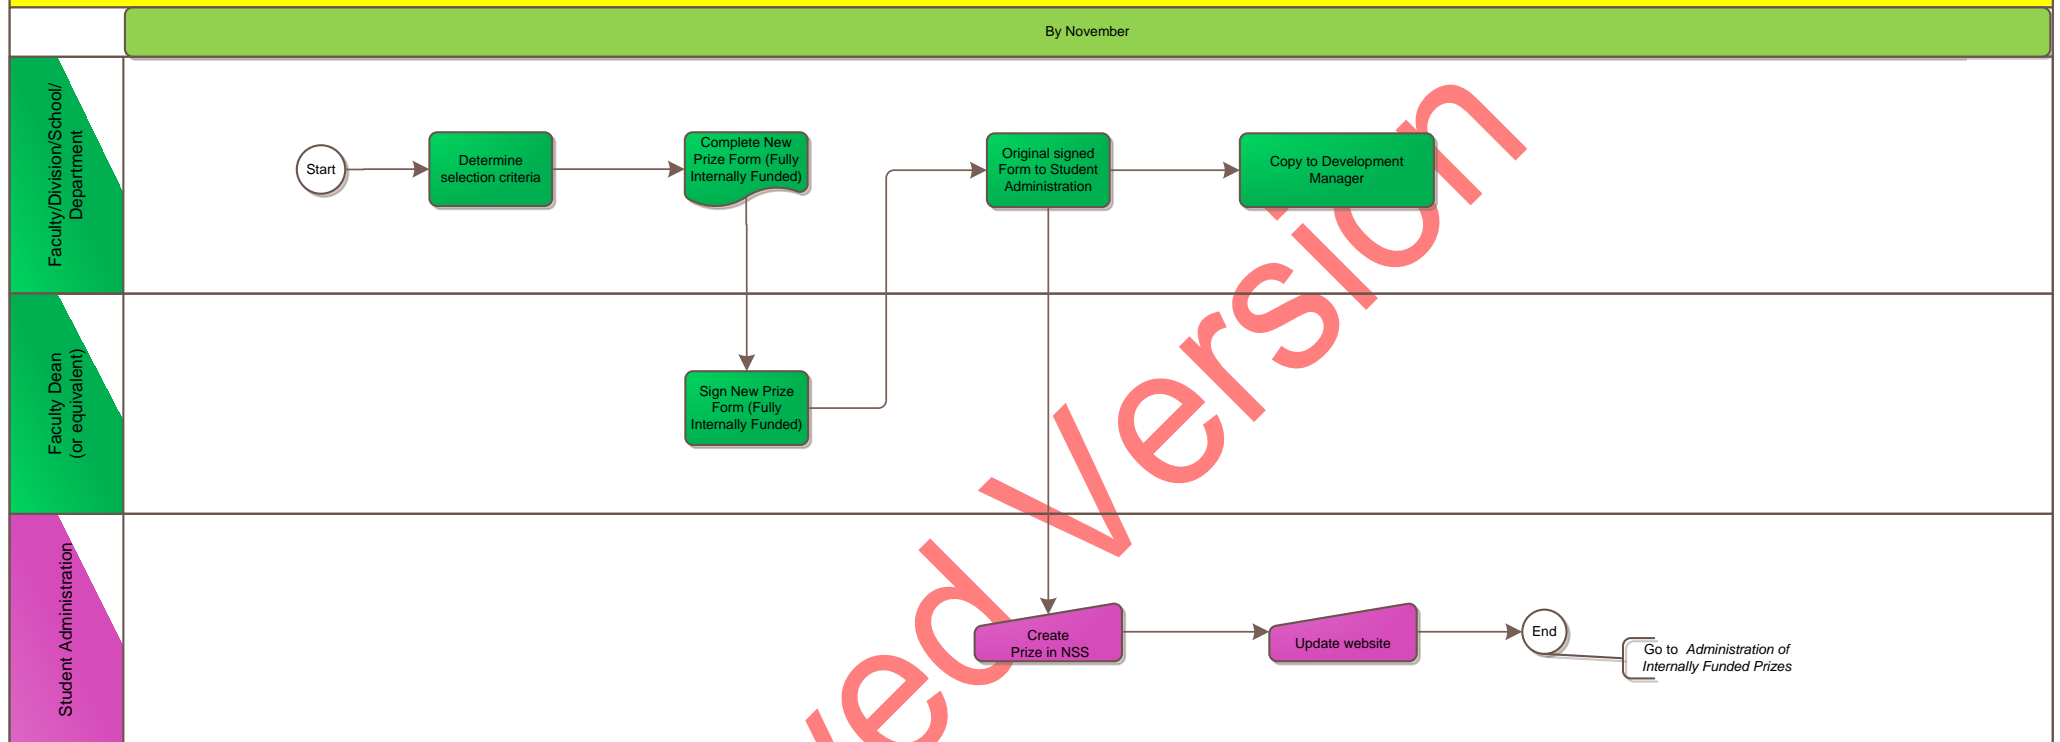 By November
Faculty/Division/School/
Department
Start
Determine
selection criteria
Complete New
Prize Form (Fully
Internally Funded)
Original signed
Form to Student
Administration
Copy to Development
Manager
Faculty Dean
(or equivalent)
Sign New Prize
Form (Fully
Internally Funded)
Student Administration
Create
Prize in NSS
Update website
End
Go to Administration of
Internally Funded Prizes
ved Version